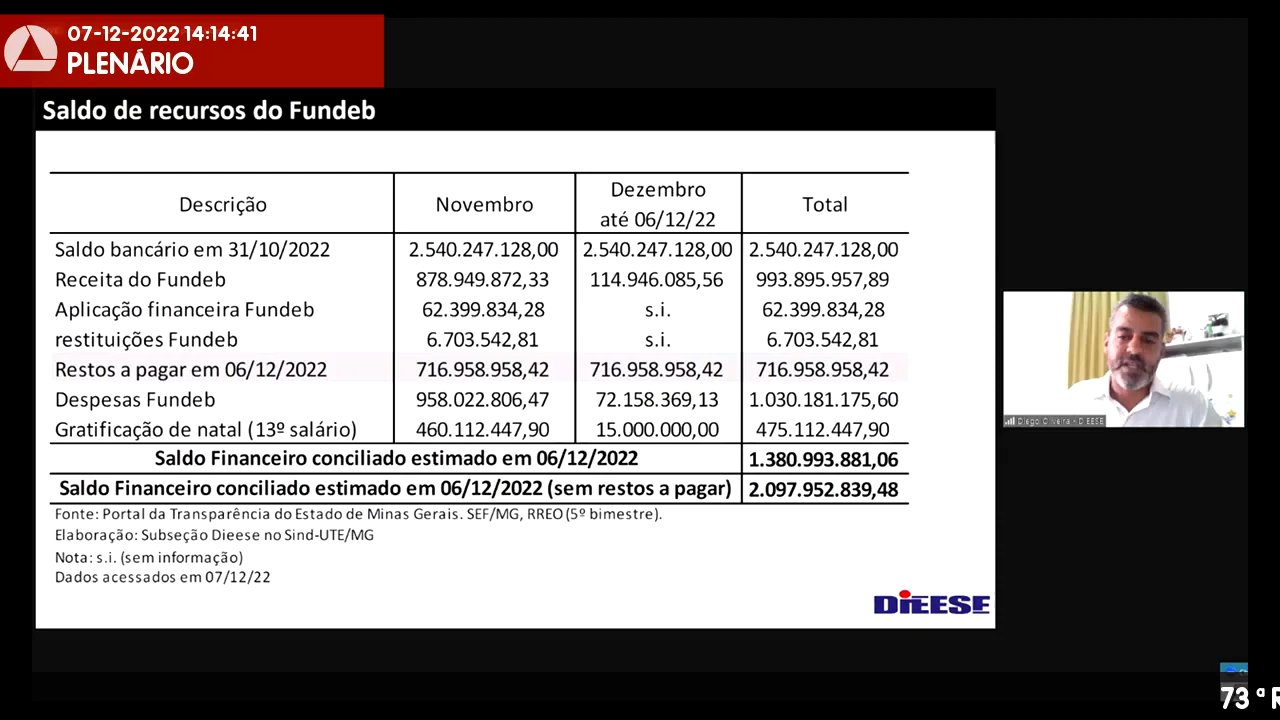 07-12-2022 14:14:41
PLENÁRIO
Saldo de recursos do Fundeb
Descrição Novembro Dezembro até 06/12/22 Total
Saldo bancário em 31/10/2022 2.540.247.128,00 2.540.247.128,00 2.540.247.128,00
Receita do Fundeb 878.949.872,33 114.946.085,56 993.895.957,89
Aplicação financeira Fundeb 62.399.834,28 s.i. 62.399.834,28
restituições Fundeb 6.703.542,81 s.i. 6.703.542,81
Restos a pagar em 06/12/2022 716.958.958,42 716.958.958,42 716.958.958,42
Despesas Fundeb 958.022.806,47 72.158.369,13 1.030.181.175,60
Gratificação de natal (13º salário) 460.112.447,90 15.000.000,00 475.112.447,90
Saldo Financeiro conciliado estimado em 06/12/2022 1.380.993.881,06
Saldo Financeiro conciliado estimado em 06/12/2022 (sem restos a pagar) 2.097.952.839,48
Fonte: Portal da Transparência do Estado de Minas Gerais. SEF/MG, RREO (5º bimestre).
Elaboração: Subseção Dieese no Sind-UTE/MG
Nota: s.i. (sem informação)
Dados acessados em 07/12/22
DIEESE
Diego Oliveira - DIEESE
73ª R